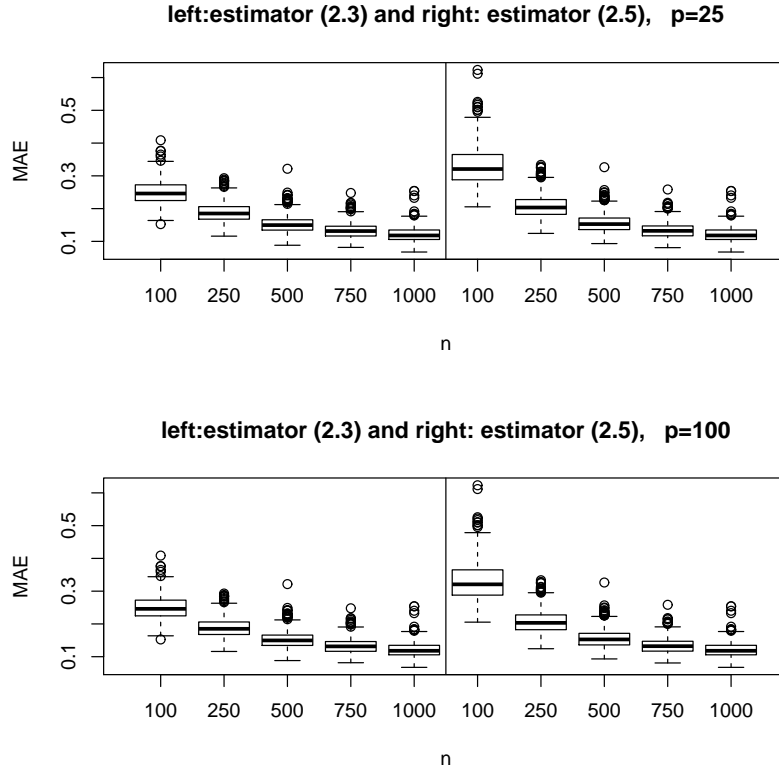 left:estimator (2.3) and right: estimator (2.5),   p=25
MAE
0.5
0.3
0.1
100 250 500 750 1000 100 250 500 750 1000
n
left:estimator (2.3) and right: estimator (2.5),   p=100
MAE
0.5
0.3
0.1
100 250 500 750 1000 100 250 500 750 1000
n